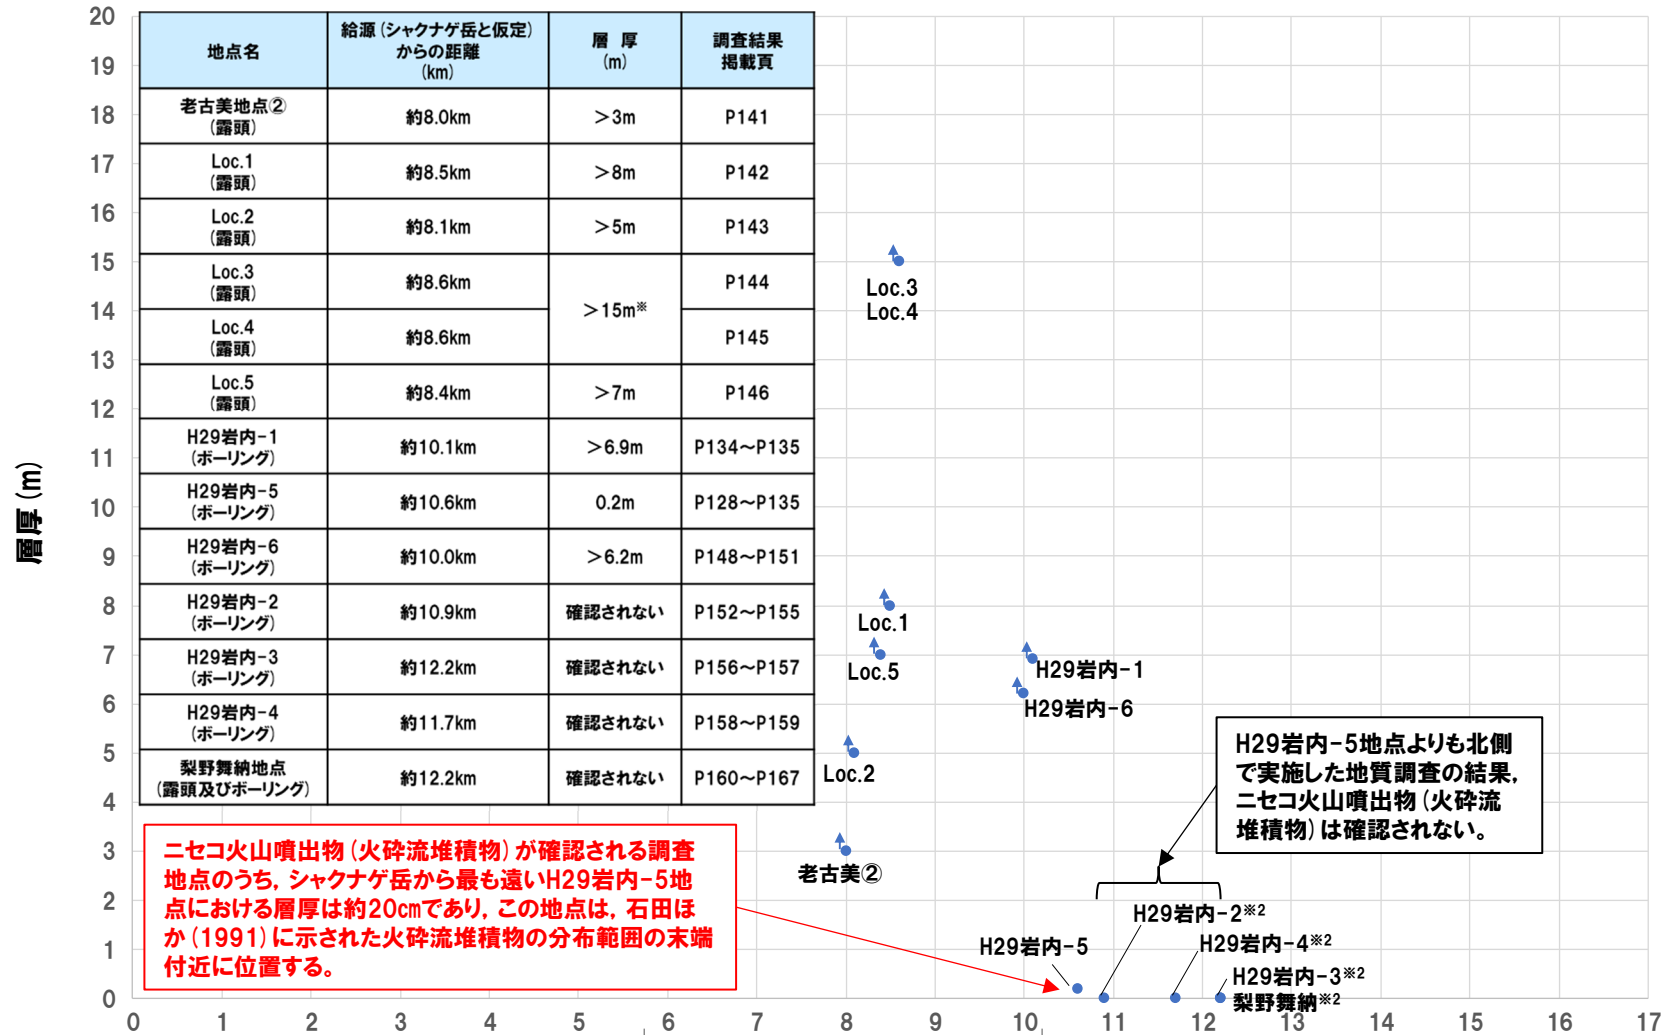 層厚(m)
20
19
18
17
16
15
14
13
12
11
10
9
8
7
6
5
4
3
2
1
0
0 1 2 3 4 5 6 7 8 9 10 11 12 13 14 15 16 17
地点名
給源(シャクナゲ岳と仮定)
からの距離
(km)
層 厚
(m)
調査結果
掲載頁
老古美地点②
(露頭)
約8.0km
>3m
P141
Loc.1
(露頭)
約8.5km
>8m
P142
Loc.2
(露頭)
約8.1km
>5m
P143
Loc.3
(露頭)
約8.6km
>15m※
P144
Loc.4
(露頭)
約8.6km
P145
Loc.5
(露頭)
約8.4km
>7m
P146
H29岩内-1
(ボーリング)
約10.1km
>6.9m
P134~P135
H29岩内-5
(ボーリング)
約10.6km
0.2m
P128~P135
H29岩内-6
(ボーリング)
約10.0km
>6.2m
P148~P151
H29岩内-2
(ボーリング)
約10.9km
確認されない
P152~P155
H29岩内-3
(ボーリング)
約12.2km
確認されない
P156~P157
H29岩内-4
(ボーリング)
約11.7km
確認されない
P158~P159
梨野舞納地点
(露頭及びボーリング)
約12.2km
確認されない
P160~P167
Loc.3
Loc.4
Loc.1
Loc.5
H29岩内-1
H29岩内-6
Loc.2
老古美②
H29岩内-5地点よりも北側
で実施した地質調査の結果,
ニセコ火山噴出物(火砕流
堆積物)は確認されない。
ニセコ火山噴出物(火砕流堆積物)が確認される調査
地点のうち, シャクナゲ岳から最も遠いH29岩内-5地
点における層厚は約20cmであり, この地点は, 石田ほ
か(1991)に示された火砕流堆積物の分布範囲の末端
付近に位置する。
H29岩内-2※2
H29岩内-5
H29岩内-4※2
H29岩内-3※2
梨野舞納※2